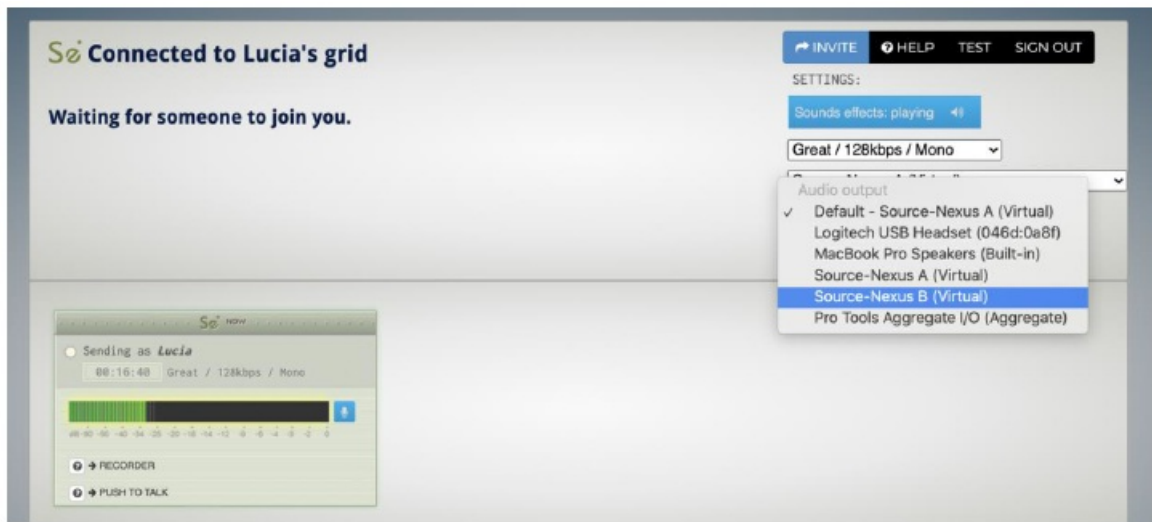 Se Connected to Lucia's grid
Waiting for someone to join you.
INVITE HELP TEST SIGN OUT
SETTINGS:
Sounds effects: playing
Great / 128kbps / Mono
Audio output
✓ Default - Source-Nexus A (Virtual)
Logitech USB Headset (046d:0a8f)
MacBook Pro Speakers (Built-in)
Source-Nexus A (Virtual)
Source-Nexus B (Virtual)
Pro Tools Aggregate I/O (Aggregate)
Se NOW
Sending as Lucia
00:16:40 Great / 128kbps / Mono
RECORDER
PUSH TO TALK